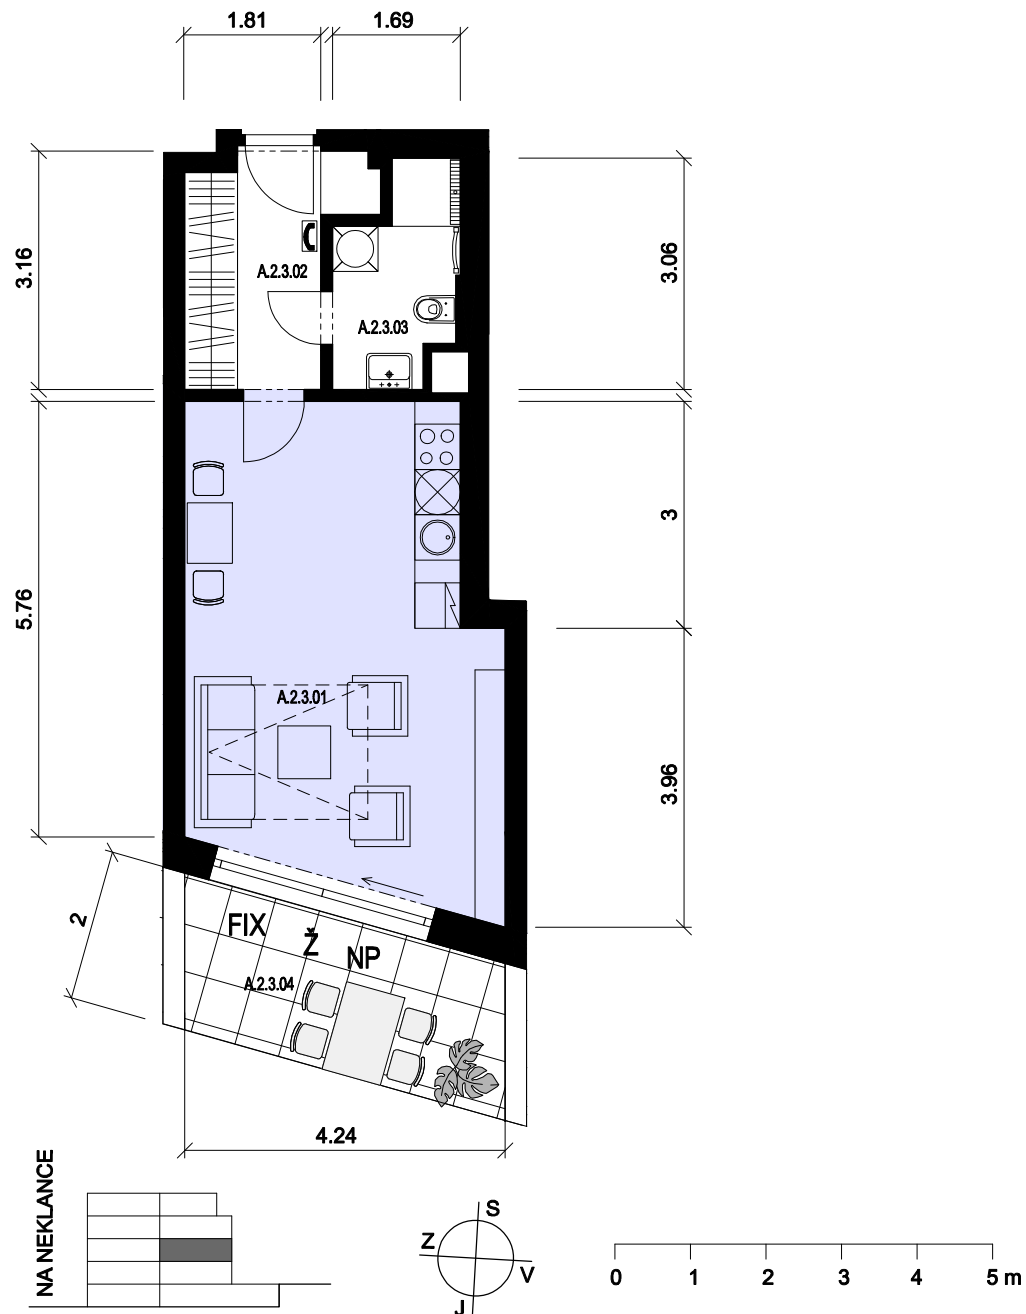 1.81 1.69
3.16
3.06
A.2.3.02
A.2.3.03
5.76
3
A.2.3.01
3.96
2
FIX
Ž
NP
A.2.3.04
4.24
NA NEKLANCE
S
Z
V
J
0 1 2 3 4 5 m